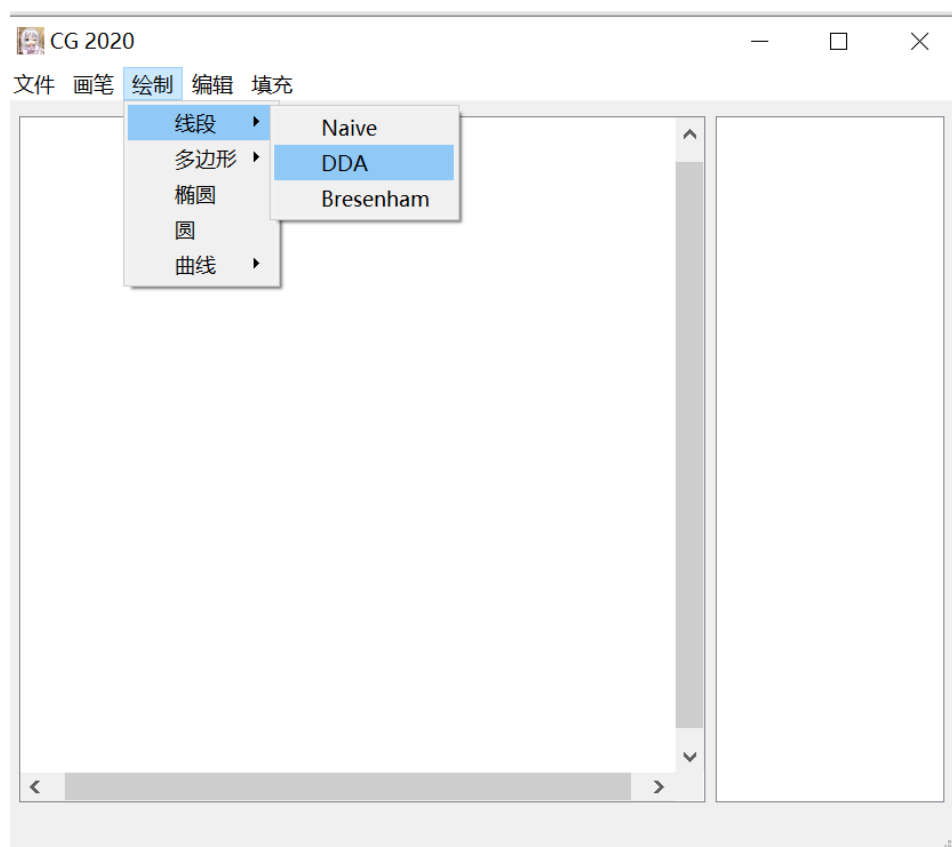 CG 2020
文件 画笔 绘制 编辑 填充
线段
多边形
椭圆
圆
曲线
Naive
DDA
Bresenham